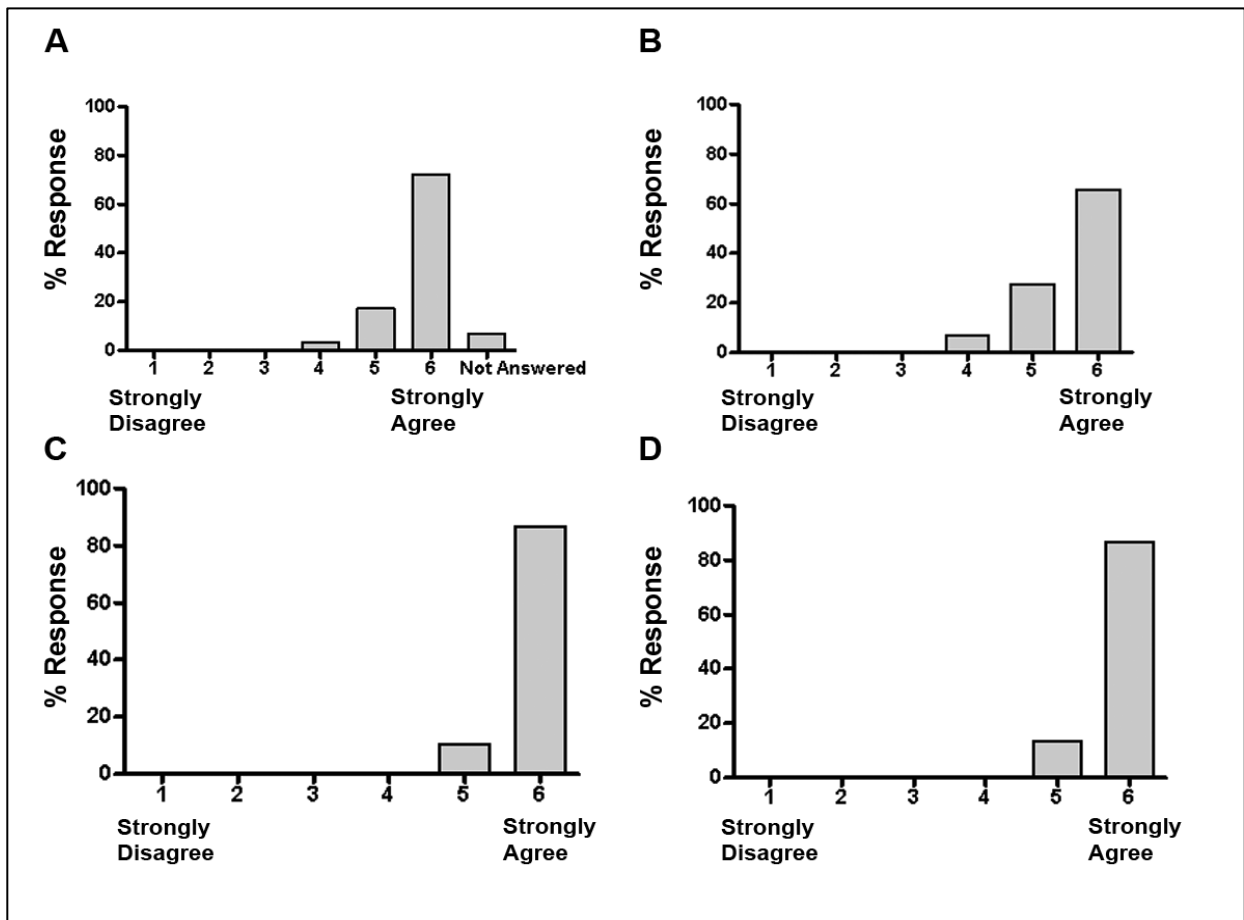 A
% Response
100
80
60
40
20
0
1 2 3 4 5 6 Not Answered
Strongly Disagree
Strongly Agree
B
% Response
100
80
60
40
20
0
1 2 3 4 5 6
Strongly Disagree
Strongly Agree
C
% Response
100
80
60
40
20
0
1 2 3 4 5 6
Strongly Disagree
Strongly Agree
D
% Response
100
80
60
40
20
0
1 2 3 4 5 6
Strongly Disagree
Strongly Agree